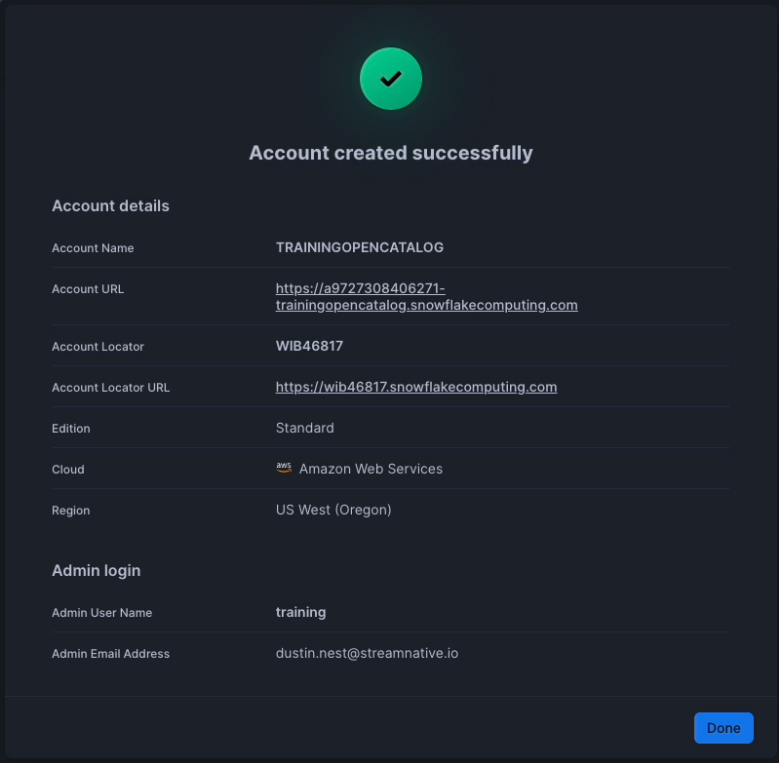 Account created successfully
Account details
Account Name TRAININGOPENCATALOG
Account URL https://a9727308406271-
trainingopencatalog.snowflakecomputing.com
Account Locator WIB46817
Account Locator URL https://wib46817.snowflakecomputing.com
Edition Standard
Cloud aws Amazon Web Services
Region US West (Oregon)
Admin login
Admin User Name training
Admin Email Address dustin.nest@streamnative.io
Done